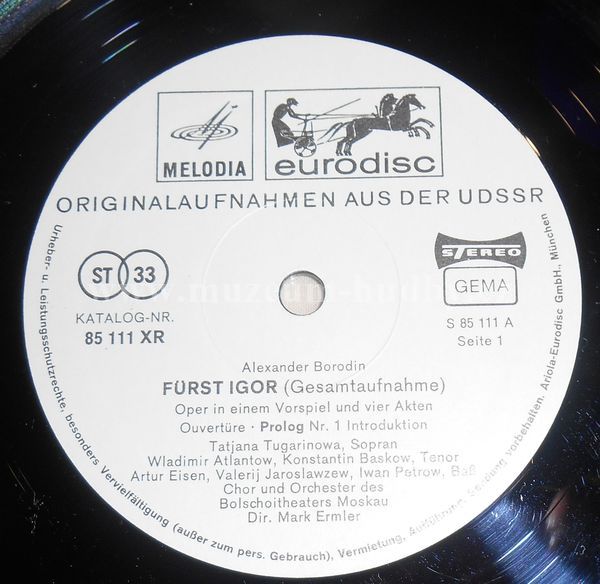 MELODIA
eurodisc
ORIGINALAUFNAHMEN AUS DER UDSSR
ST 33
KATALOG-NR.
85 111 XR
STEREO
GEMA
S 85 111 A
Seite 1
Alexander Borodin
FÜRST IGOR (Gesamtaufnahme)
Oper in einem Vorspiel und vier Akten
Ouvertüre · Prolog Nr. 1 Introduktion
Tatjana Tugarinowa, Sopran
Wladimir Atlantow, Konstantin Baskow, Tenor
Artur Eisen, Valerij Jaroslawzew, Iwan Petrow, Baß
Chor und Orchester des
Bolschoitheaters Moskau
Dir. Mark Ermler
Urheber- u. Leistungsschutzrechte, besonders Vervielfältigung (außer zum pers. Gebrauch), Vermietung, Aufführung, Sendung vorbehalten. Ariola-Eurodisc GmbH., München